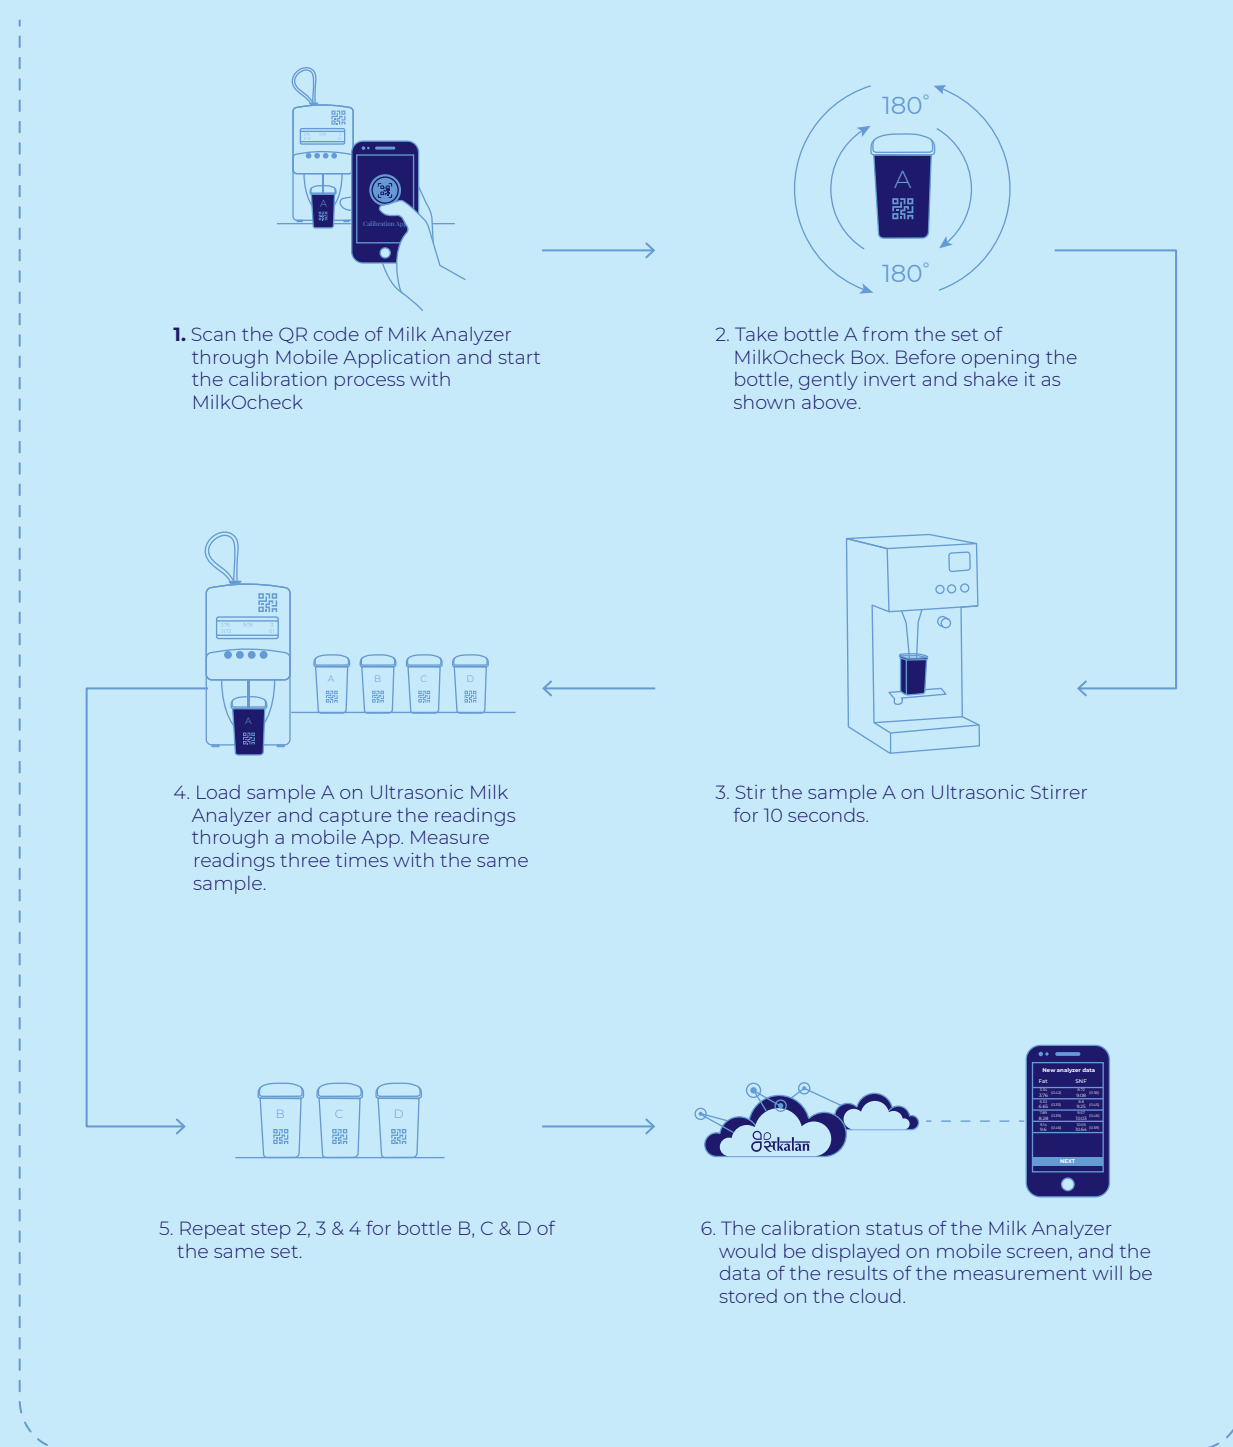 Calibration App
180°
A
180°
A
1. Scan the QR code of Milk Analyzer
through Mobile Application and start
the calibration process with
MilkOcheck
2. Take bottle A from the set of
MilkOcheck Box. Before opening the
bottle, gently invert and shake it as
shown above.
A
B
C
D
A
4. Load sample A on Ultrasonic Milk
Analyzer and capture the readings
through a mobile App. Measure
readings three times with the same
sample.
3. Stir the sample A on Ultrasonic Stirrer
for 10 seconds.
B
C
D
New analyzer data
Fat SNF
NEXT
5. Repeat step 2, 3 & 4 for bottle B, C & D of
the same set.
6. The calibration status of the Milk Analyzer
would be displayed on mobile screen, and the
data of the results of the measurement will be
stored on the cloud.